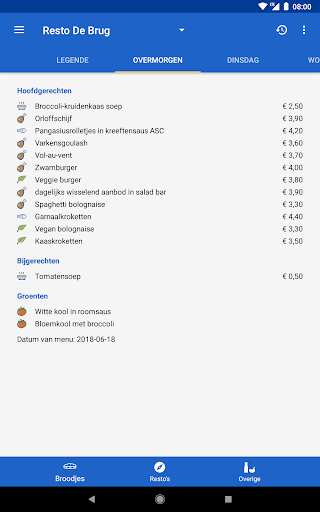 08:00
Resto De Brug
LEGENDE OVERMORGEN DINSDAG WO
Hoofdgerechten
Broccoli-kruidenkaas soep € 2,50
Orloffschijf € 3,90
Pangasiusrolletjes in kreeftensaus ASC € 4,20
Varkensgoulash € 3,60
Vol-au-vent € 3,70
Zwamburger € 4,00
Veggie burger € 3,80
dagelijks wisselend aanbod in salad bar € 3,90
Spaghetti bolognaise € 3,30
Garnaalkroketten € 4,40
Vegan bolognaise € 3,30
Kaaskroketten € 3,50
Bijgerechten
Tomatensoep € 0,50
Groenten
Witte kool in roomsaus
Bloemkool met broccoli
Datum van menu: 2018-06-18
Broodjes Resto's Overige